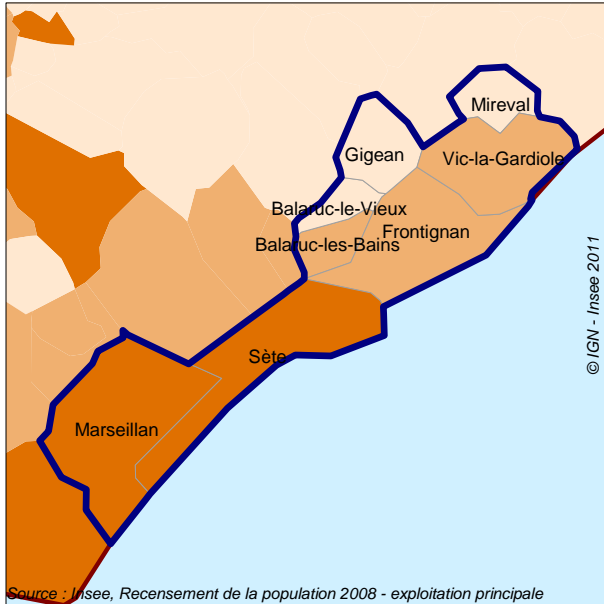 Mireval
Gigean
Vic-la-Gardiole
Balaruc-le-Vieux
Frontignan
Balaruc-les-Bains
Sète
Marseillan
© IGN - Insee 2011
Source : Insee, Recensement de la population 2008 - exploitation principale